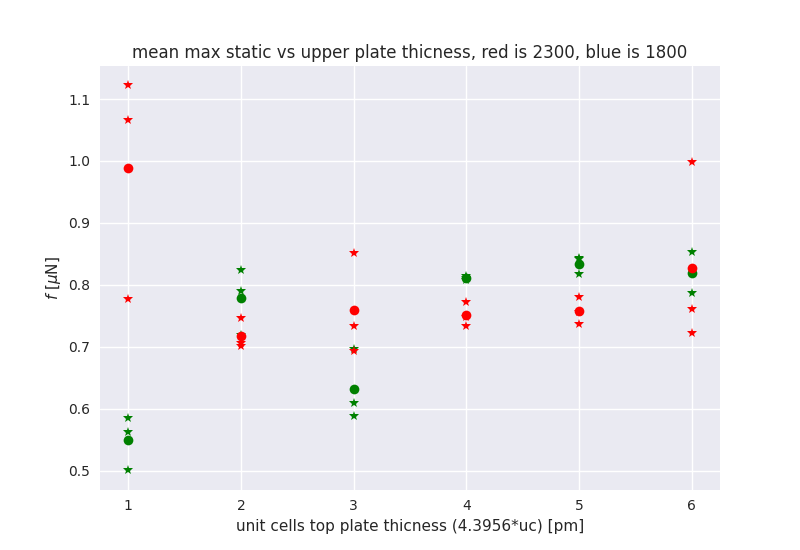 mean max static vs upper plate thicness, red is 2300, blue is 1800
1.1
1.0
0.9
0.8
0.7
0.6
0.5
f [μN]
1 2 3 4 5 6
unit cells top plate thicness (4.3956*uc) [pm]